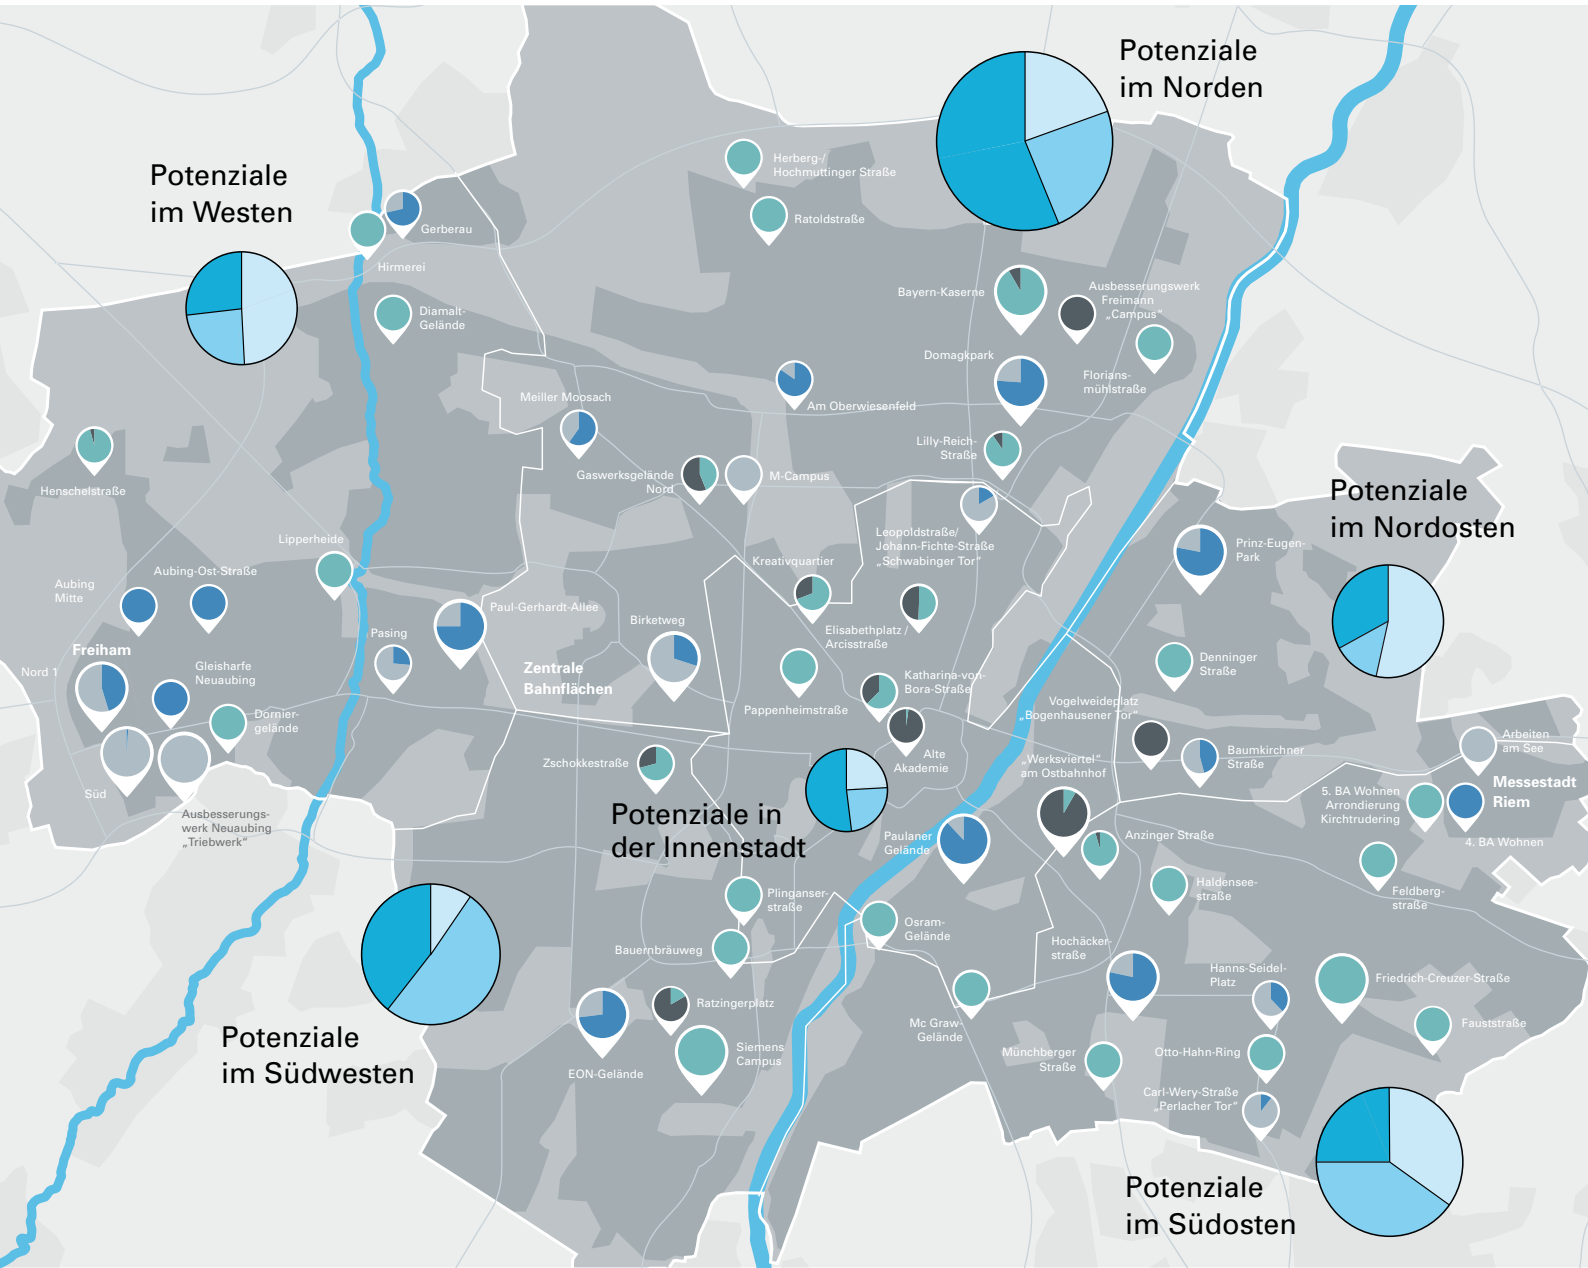 Potenziale
im Norden
Potenziale
im Westen
Herberg-/
Hochmuttinger Straße
Ratoldstraße
Gerberau
Hirmerei
Diamalt-
Gelände
Bayern-Kaserne
Ausbesserungswerk
Freimann
„Campus“
Domagkpark
Florians-
mühlstraße
Am Oberwiesenfeld
Meiller Moosach
Lilly-Reich-
Straße
Gaswerksgelände
Nord
M-Campus
Henschelstraße
Potenziale
im Nordosten
Leopoldstraße/
Johann-Fichte-Straße
„Schwabinger Tor“
Prinz-Eugen-
Park
Lipperheide
Kreativquartier
Aubing-Ost-Straße
Aubing
Mitte
Paul-Gerhardt-Allee
Birketweg
Elisabethplatz /
Arcisstraße
Pasing
Freiham
Nord 1
Gleisharfe
Neuaubing
Zentrale
Bahnflächen
Denninger
Straße
Katharina-von-
Bora-Straße
Pappenheimstraße
Vogelweideplatz
„Bogenhausener Tor“
Dornier-
gelände
Arbeiten
am See
Baumkirchner
Straße
Alte
Akademie
„Werksviertel“
am Ostbahnhof
Zschokkestraße
Messestadt
Riem
5. BA Wohnen
Arrondierung
Kirchtrudering
Süd
Ausbesserungs-
werk Neuaubing
„Triebwerk“
Potenziale in
der Innenstadt
Paulaner
Gelände
Anzinger Straße
4. BA Wohnen
Haldensee-
straße
Feldberg-
straße
Plinganser-
straße
Osram-
Gelände
Bauernbräuweg
Hochäcker-
straße
Hanns-Seidel-
Platz
Friedrich-Creuzer-Straße
Ratzingerplatz
Mc Graw-
Gelände
Fauststraße
Potenziale
im Südwesten
Siemens
Campus
EON-Gelände
Münchberger
Straße
Otto-Hahn-Ring
Carl-Wery-Straße
„Perlacher Tor“
Potenziale
im Südosten